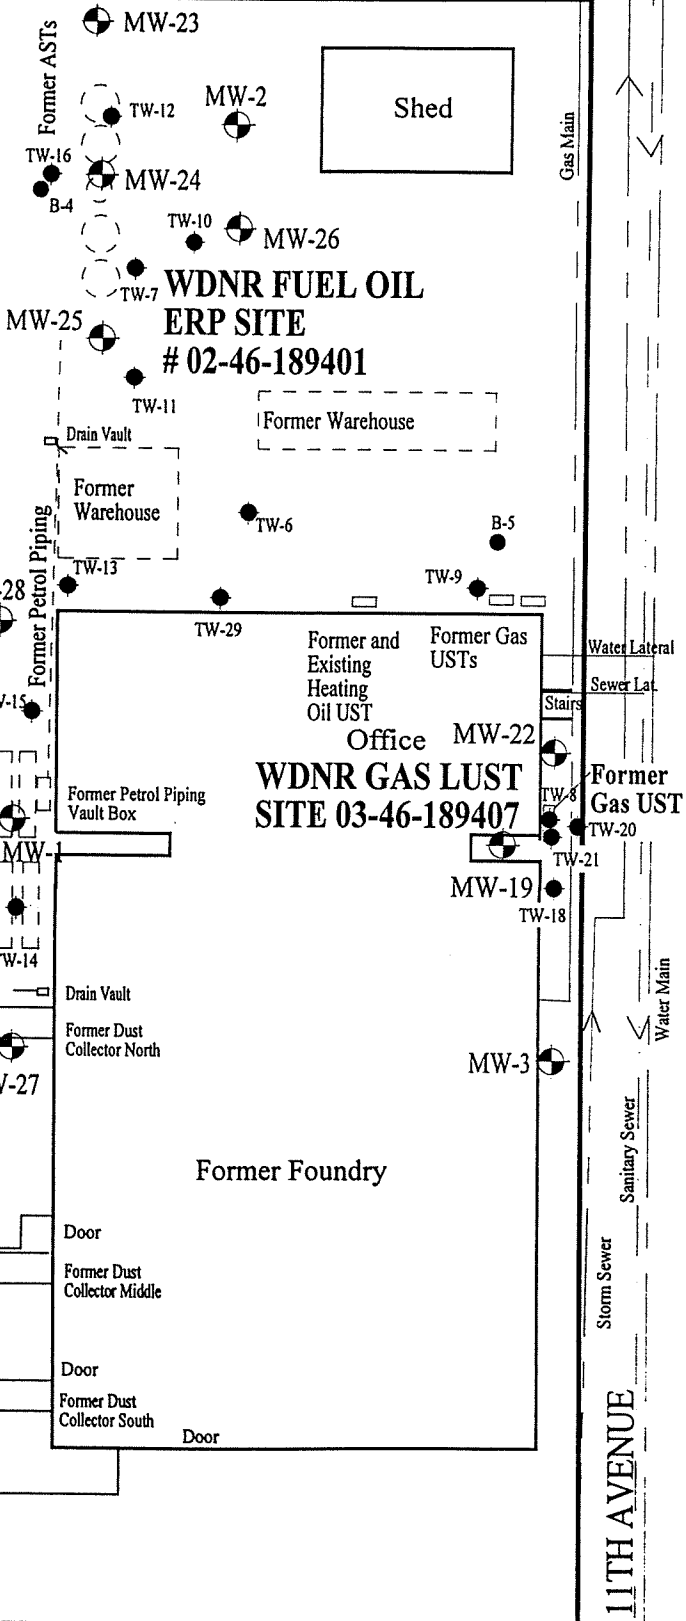 MW-23
Former ASTs
MW-2
TW-12
Shed
Gas Main
TW-16
MW-24
B-4
TW-10
MW-26
TW-7
WDNR FUEL OIL
ERP SITE
# 02-46-189401
MW-25
TW-11
Former Warehouse
Drain Vault
Former
Warehouse
TW-6
B-5
Former Petrol Piping
TW-13
TW-9
-28
TW-29
Former and
Existing
Heating
Oil UST
Former Gas
USTs
Water Lateral
Sewer Lat.
Stairs
-15
Office
MW-22
WDNR GAS LUST
SITE 03-46-189407
Former
Gas UST
TW-8
Former Petrol Piping
Vault Box
TW-20
MW-1
TW-21
MW-19
TW-18
W-14
Drain Vault
Water Main
Former Dust
Collector North
MW-3
-27
Sanitary Sewer
Former Foundry
Door
Storm Sewer
Former Dust
Collector Middle
Door
Former Dust
Collector South
Door
11TH AVENUE